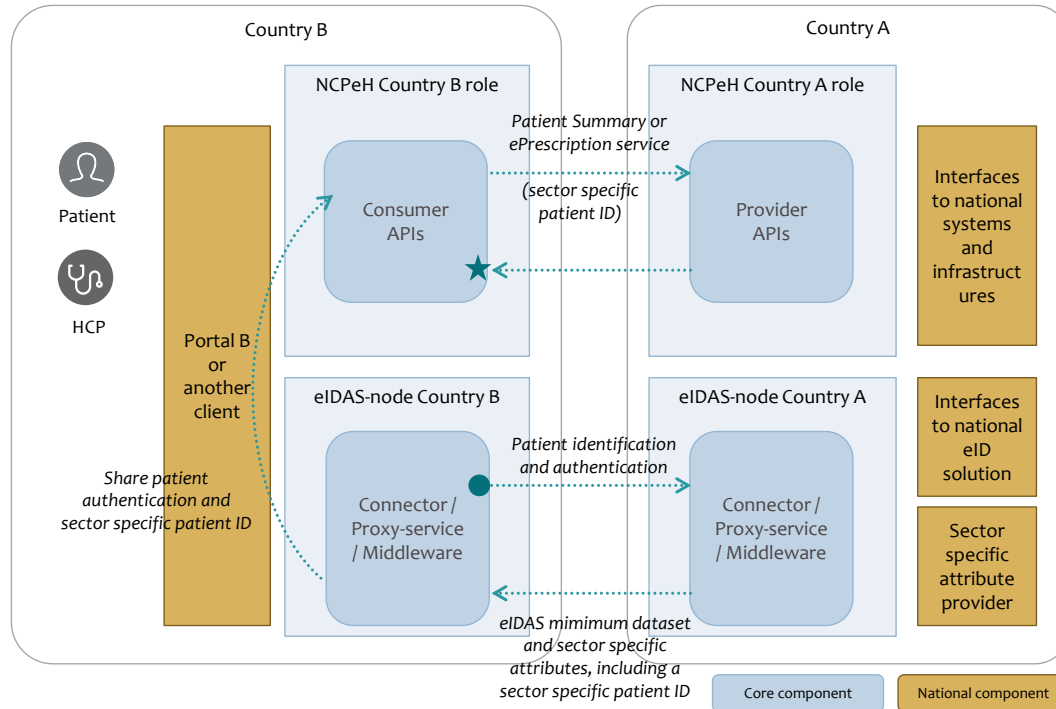 Country B
Country A
NCPeH Country B role
NCPeH Country A role
Patient Summary or
ePrescription service
(sector specific
patient ID)
Consumer
APIs
Provider
APIs
Interfaces
to national
systems
and
infrastruct
ures
Patient
HCP
Portal B
or
another
client
eIDAS-node Country B
eIDAS-node Country A
Patient identification
and authentication
Interfaces
to national
eID
solution
Share patient
authentication and
sector specific patient ID
Connector /
Proxy-service
/ Middleware
Connector /
Proxy-service
/ Middleware
Sector
specific
attribute
provider
eIDAS mimimum dataset
and sector specific
attributes, including a
sector specific patient ID
Core component
National component